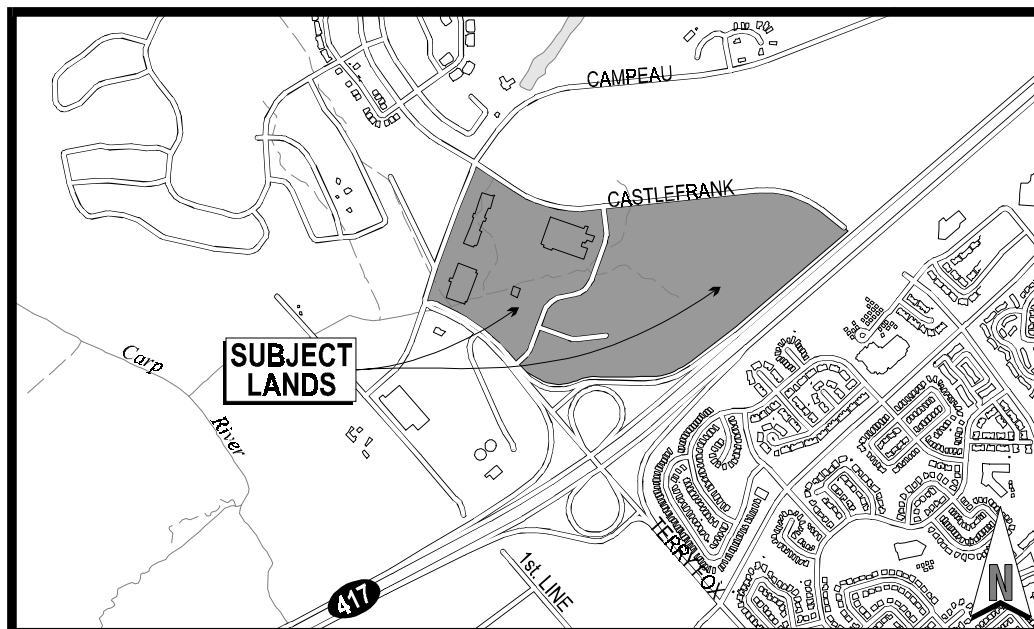 CAMPEAU
CASTLEFRANK
SUBJECT
LANDS
Carp
River
TERRY FOX
1st. LINE
417
N